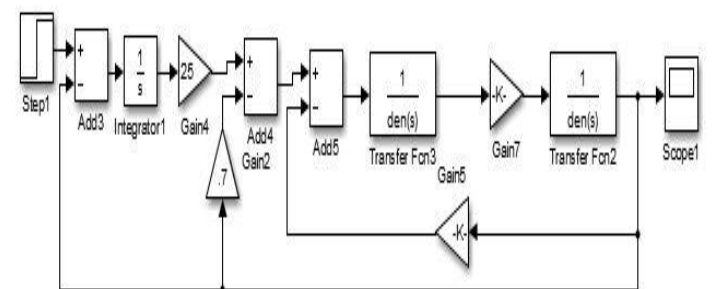 Step1
+
−
Add3
1
s
Integrator1
25
Gain4
+
−
Add4
.7
Gain2
+
−
Add5
1
den(s)
Transfer Fcn3
-K-
Gain7
1
den(s)
Transfer Fcn2
Scope1
-K-
Gain5